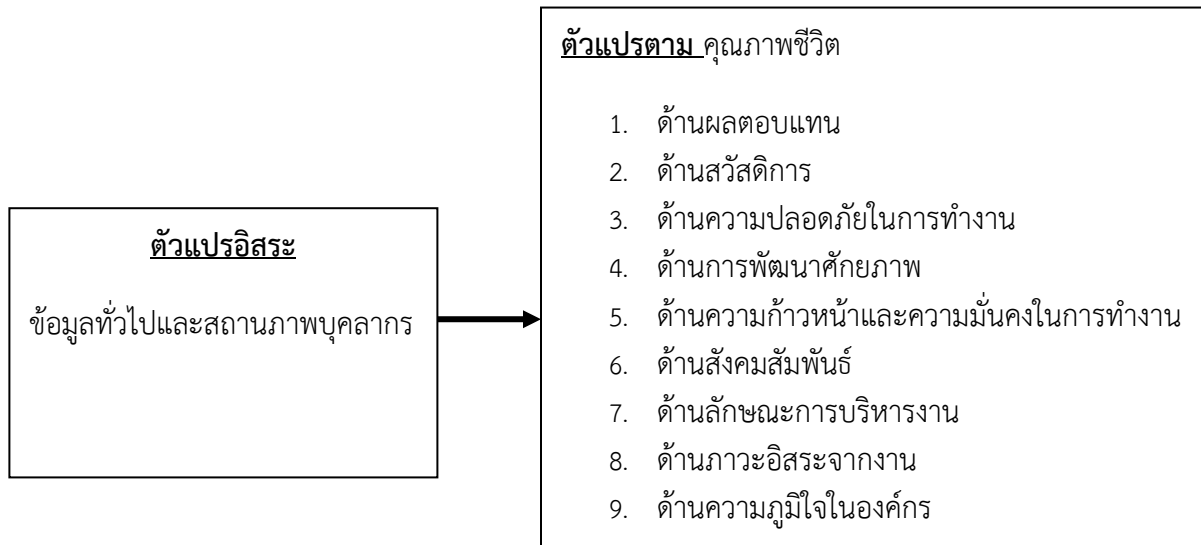 ตัวแปรอิสระ
ข้อมูลทั่วไปและสถานภาพบุคลากร
ตัวแปรตาม คุณภาพชีวิต
1. ด้านผลตอบแทน
2. ด้านสวัสดิการ
3. ด้านความปลอดภัยในการทำงาน
4. ด้านการพัฒนาศักยภาพ
5. ด้านความก้าวหน้าและความมั่นคงในการทำงาน
6. ด้านสังคมสัมพันธ์
7. ด้านลักษณะการบริหารงาน
8. ด้านภาวะอิสระจากงาน
9. ด้านความภูมิใจในองค์กร